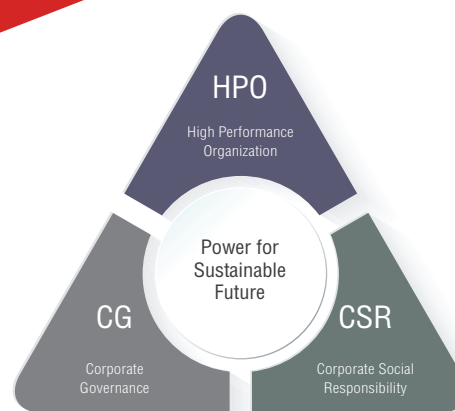 HPO
High Performance
Organization
Power for
Sustainable
Future
CG
Corporate
Governance
CSR
Corporate Social
Responsibility